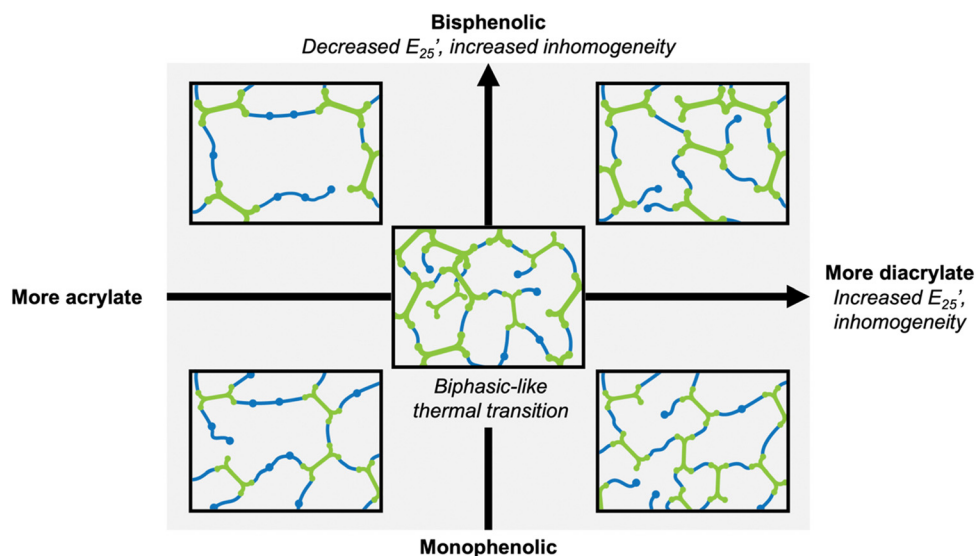 Bisphenolic
Decreased E25’, increased inhomogeneity
More acrylate
More diacrylate
Increased E25’,
inhomogeneity
Biphasic-like
thermal transition
Monophenolic